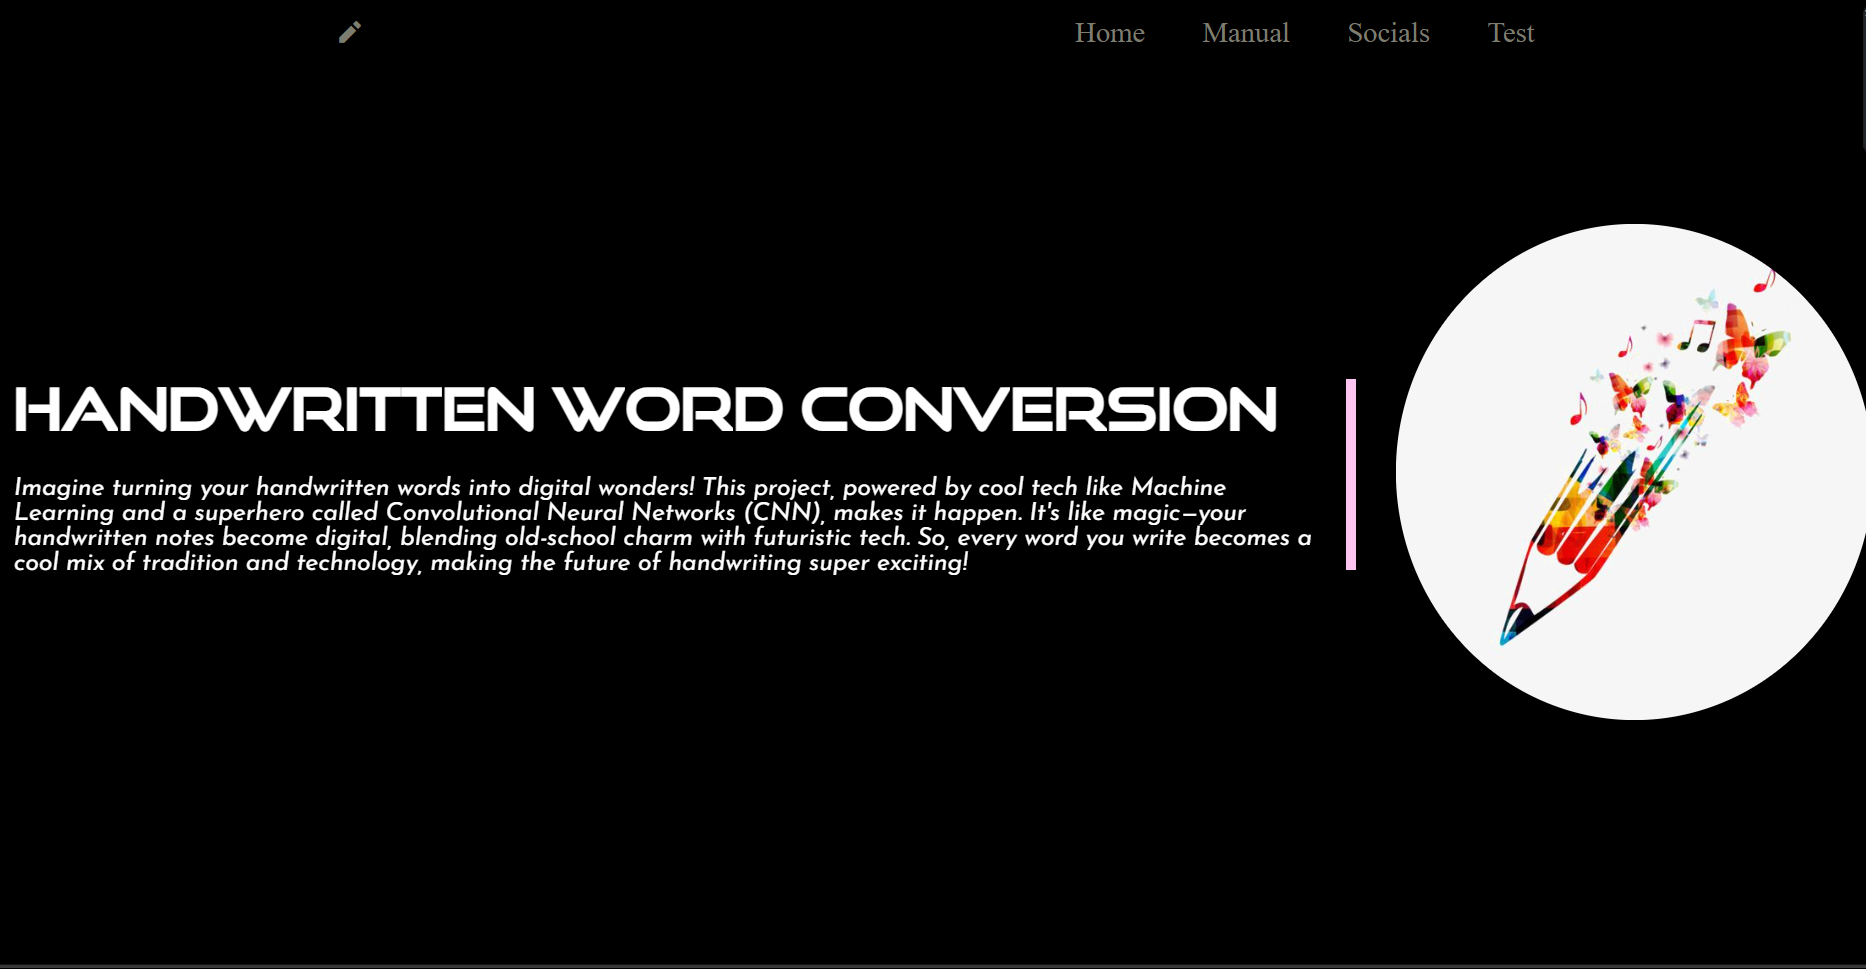 Home Manual Socials Test
HANDWRITTEN WORD CONVERSION
Imagine turning your handwritten words into digital wonders! This project, powered by cool tech like Machine
Learning and a superhero called Convolutional Neural Networks (CNN), makes it happen. It's like magic—your
handwritten notes become digital, blending old-school charm with futuristic tech. So, every word you write becomes a
cool mix of tradition and technology, making the future of handwriting super exciting!